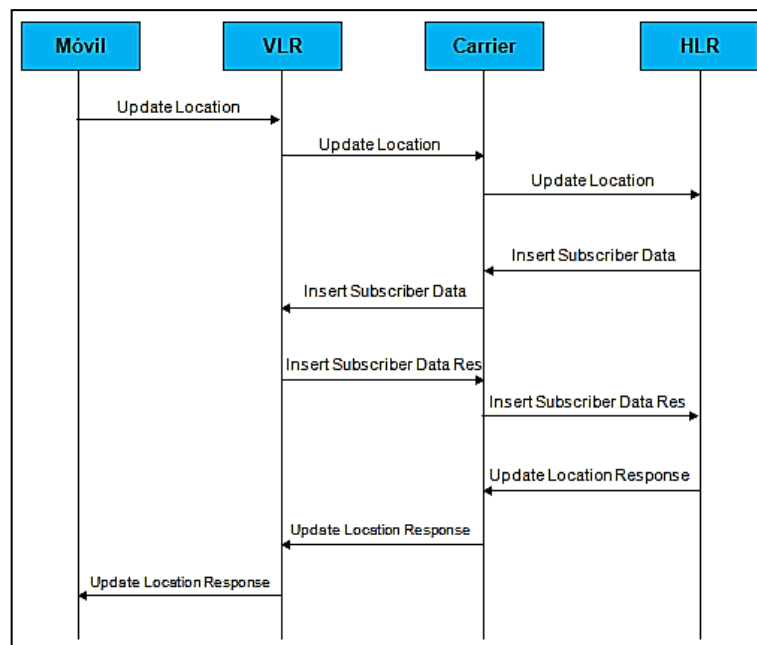 Móvil
VLR
Carrier
HLR
Update Location
Update Location
Update Location
Insert Subscriber Data
Insert Subscriber Data
Insert Subscriber Data Res
Insert Subscriber Data Res
Update Location Response
Update Location Response
Update Location Response